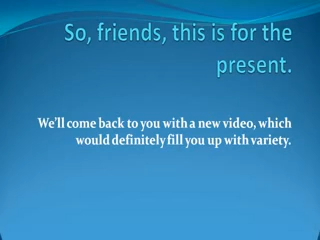 So, friends, this is for the
present.
We'll come back to you with a new video, which
would definitely fill you up with variety.